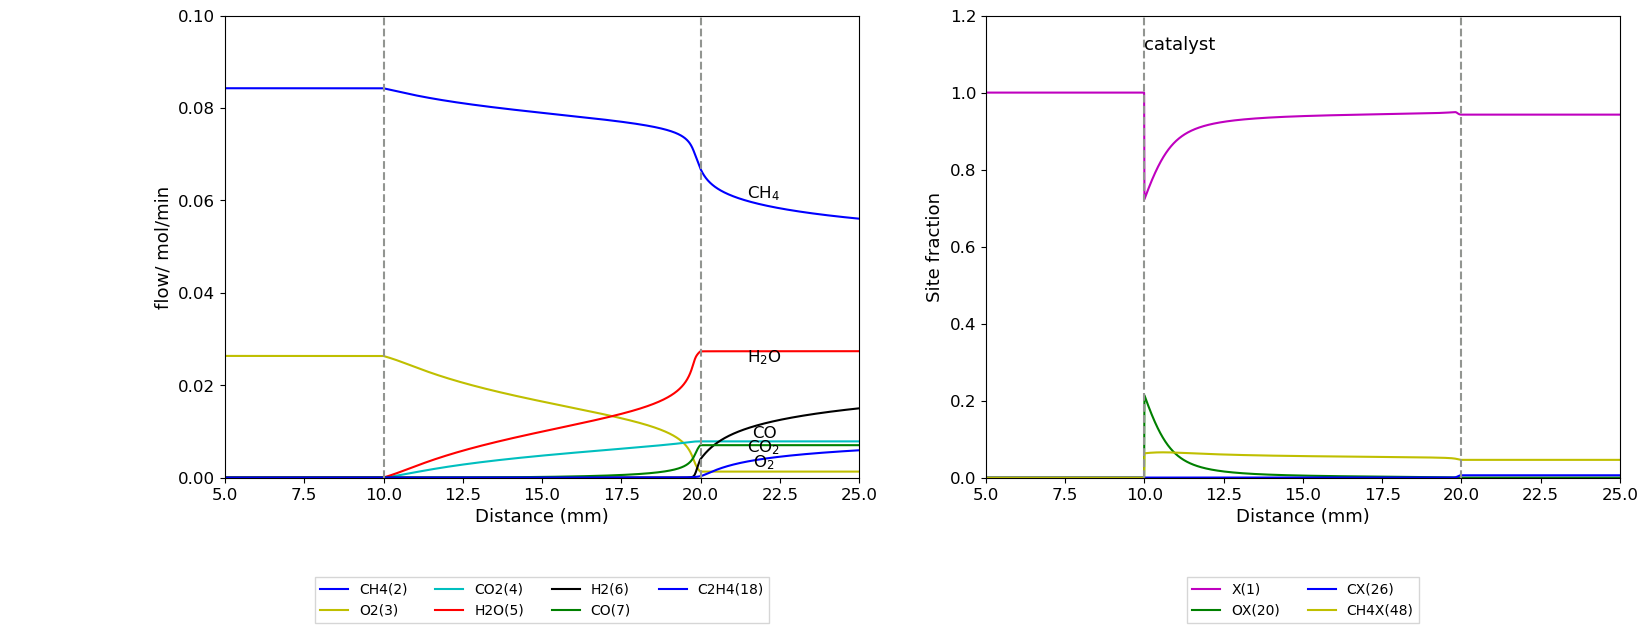 0.10
0.08
0.06
0.04
0.02
0.00
flow/ mol/min
CH₄
H₂O
CO
CO₂
O₂
5.0 7.5 10.0 12.5 15.0 17.5 20.0 22.5 25.0
Distance (mm)
CH4(2) CO2(4) H2(6) C2H4(18)
O2(3) H2O(5) CO(7)
1.2
1.0
0.8
0.6
0.4
0.2
0.0
Site fraction
catalyst
5.0 7.5 10.0 12.5 15.0 17.5 20.0 22.5 25.0
Distance (mm)
X(1) CX(26)
OX(20) CH4X(48)